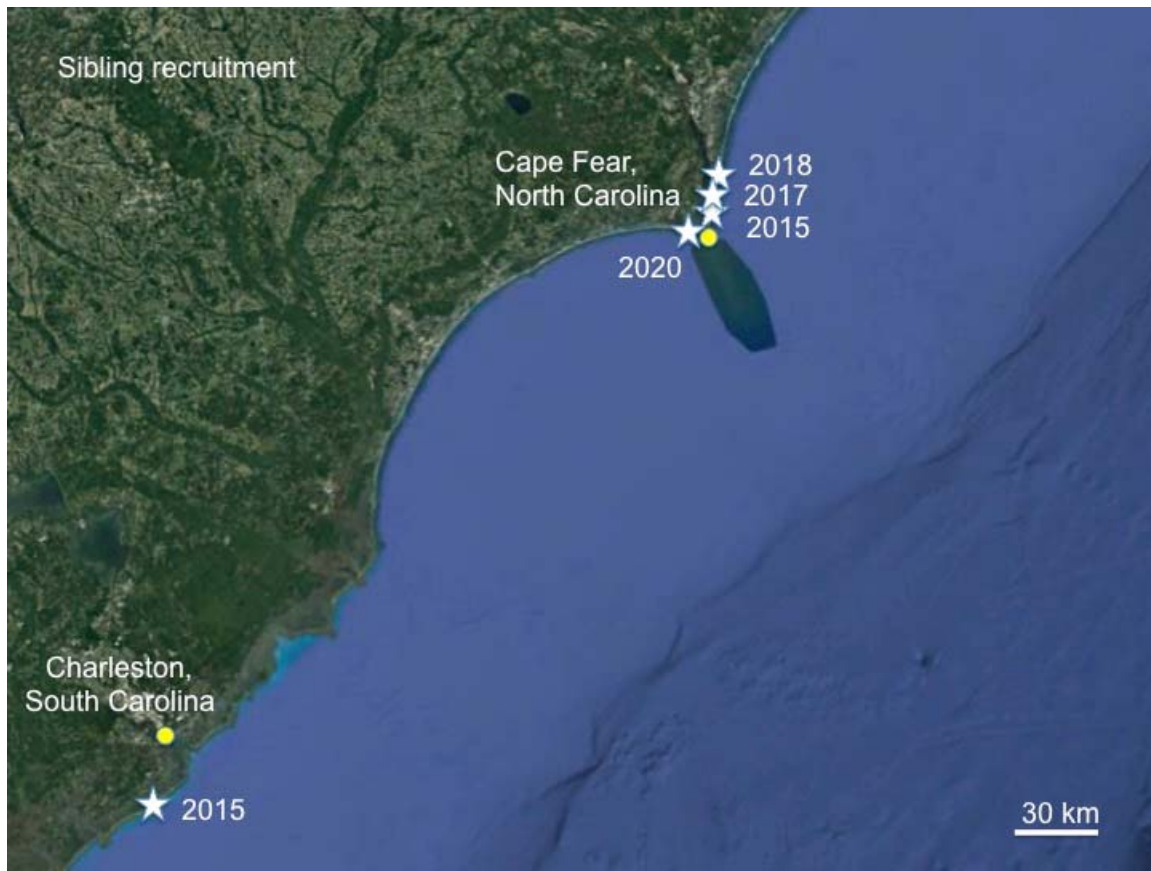 Sibling recruitment
Cape Fear,
North Carolina
2018
2017
2015
2020
Charleston,
South Carolina
2015
30 km